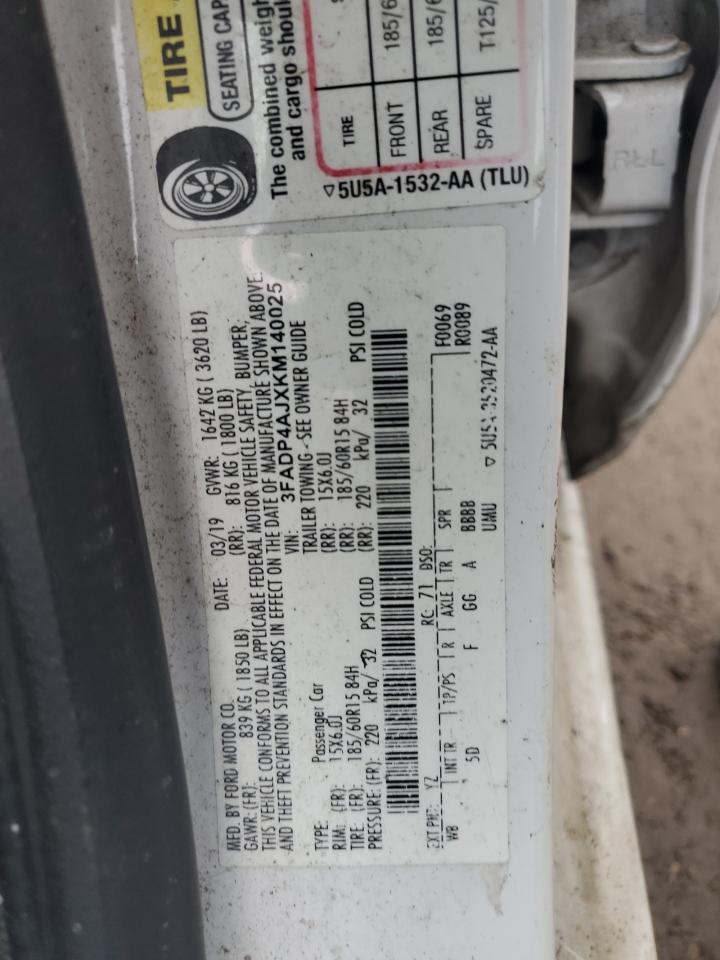 TIRE
SEATING CAP
The combined weigh
and cargo shoul
TIRE
FRONT 185/6
REAR 185/6
SPARE T125/
▽5U5A-1532-AA (TLU)
MFD. BY FORD MOTOR CO.
DATE: 03/19 GVWR: 1642 KG ( 3620 LB)
GAWR: (FR): 839 KG ( 1850 LB) (RR): 816 KG ( 1800 LB)
THIS VEHICLE CONFORMS TO ALL APPLICABLE FEDERAL MOTOR VEHICLE SAFETY, BUMPER,
AND THEFT PREVENTION STANDARDS IN EFFECT ON THE DATE OF MANUFACTURE SHOWN ABOVE.
VIN: 3FADP4AJXKM140025
TYPE: Passenger Car TRAILER TOWING - SEE OWNER GUIDE
RIM: (FR): 15X6.0J (RR): 15X6.0J
TIRE: (FR): 185/60R15 84H (RR): 185/60R15 84H
PRESSURE: (FR): 220 kPa/ 32 PSI COLD (RR): 220 kPa/ 32 PSI COLD
EXT PNT: YZ RC: 71 DSO: F0069
R0089
WB INT TR TP/PS R AXLE TR SPR
5D F GG A BBBB
UMU
RLL